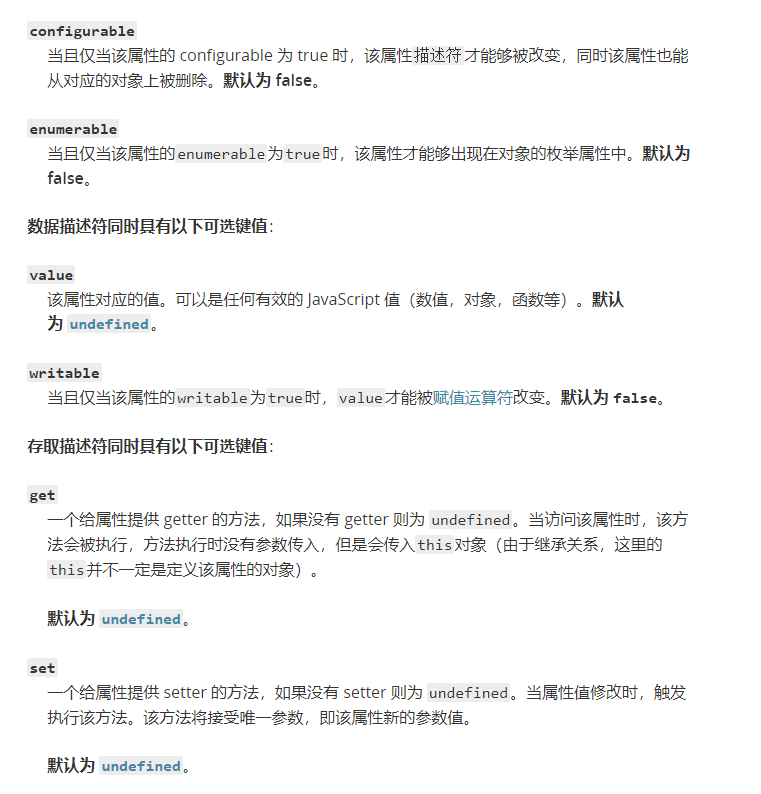 configurable
当且仅当该属性的 configurable 为 true 时，该属性描述符才能够被改变，同时该属性也能
从对应的对象上被删除。默认为 false。
enumerable
当且仅当该属性的enumerable为true时，该属性才能够出现在对象的枚举属性中。默认为
false。
数据描述符同时具有以下可选键值：
value
该属性对应的值。可以是任何有效的 JavaScript 值（数值，对象，函数等）。默认
为 undefined。
writable
当且仅当该属性的writable为true时，value才能被赋值运算符改变。默认为 false。
存取描述符同时具有以下可选键值：
get
一个给属性提供 getter 的方法，如果没有 getter 则为 undefined。当访问该属性时，该方
法会被执行，方法执行时没有参数传入，但是会传入this对象（由于继承关系，这里的
this并不一定是定义该属性的对象）。
默认为 undefined。
set
一个给属性提供 setter 的方法，如果没有 setter 则为 undefined。当属性值修改时，触发
执行该方法。该方法将接受唯一参数，即该属性新的参数值。
默认为 undefined。